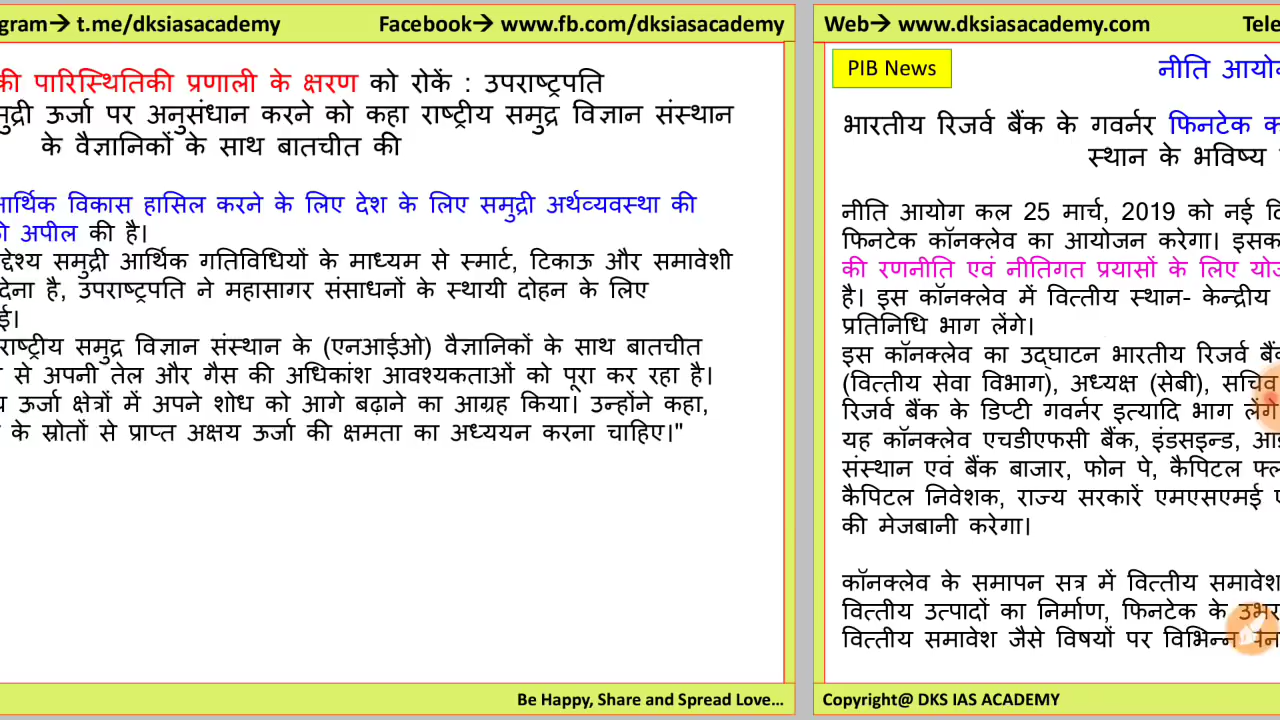 gram→ t.me/dksiasacademy Facebook→ www.fb.com/dksiasacademy
की पारिस्थितिकी प्रणाली के क्षरण को रोकें : उपराष्ट्रपति
मुद्री ऊर्जा पर अनुसंधान करने को कहा राष्ट्रीय समुद्र विज्ञान संस्थान
के वैज्ञानिकों के साथ बातचीत की
आर्थिक विकास हासिल करने के लिए देश के लिए समुद्री अर्थव्यवस्था की
अपील की है।
द्देश्य समुद्री आर्थिक गतिविधियों के माध्यम से स्मार्ट, टिकाऊ और समावेशी
देना है, उपराष्ट्रपति ने महासागर संसाधनों के स्थायी दोहन के लिए
ई।
राष्ट्रीय समुद्र विज्ञान संस्थान के (एनआईओ) वैज्ञानिकों के साथ बातचीत
से अपनी तेल और गैस की अधिकांश आवश्यकताओं को पूरा कर रहा है।
य ऊर्जा क्षेत्रों में अपने शोध को आगे बढ़ाने का आग्रह किया। उन्होंने कहा,
के स्रोतों से प्राप्त अक्षय ऊर्जा की क्षमता का अध्ययन करना चाहिए।"
Be Happy, Share and Spread Love...
Web→ www.dksiasacademy.com Tele
PIB News
नीति आयो
भारतीय रिजर्व बैंक के गवर्नर फिनटेक क
स्थान के भविष्य
नीति आयोग कल 25 मार्च, 2019 को नई दि
फिनटेक कॉनक्लेव का आयोजन करेगा। इसक
की रणनीति एवं नीतिगत प्रयासों के लिए यो
है। इस कॉनक्लेव में वित्तीय स्थान- केन्द्रीय
प्रतिनिधि भाग लेंगे।
इस कॉनक्लेव का उद्घाटन भारतीय रिजर्व बैं
(वित्तीय सेवा विभाग), अध्यक्ष (सेबी), सचिव
रिजर्व बैंक के डिप्टी गवर्नर इत्यादि भाग लेंगे
यह कॉनक्लेव एचडीएफसी बैंक, इंडसइन्ड, आ
संस्थान एवं बैंक बाजार, फोन पे, कैपिटल फ्ल
कैपिटल निवेशक, राज्य सरकारें एमएसएमई
की मेजबानी करेगा।
कॉनक्लेव के समापन सत्र में वित्तीय समावेश
वित्तीय उत्पादों का निर्माण, फिनटेक के उभर
वित्तीय समावेश जैसे विषयों पर विभिन्न पैन
Copyright@ DKS IAS ACADEMY